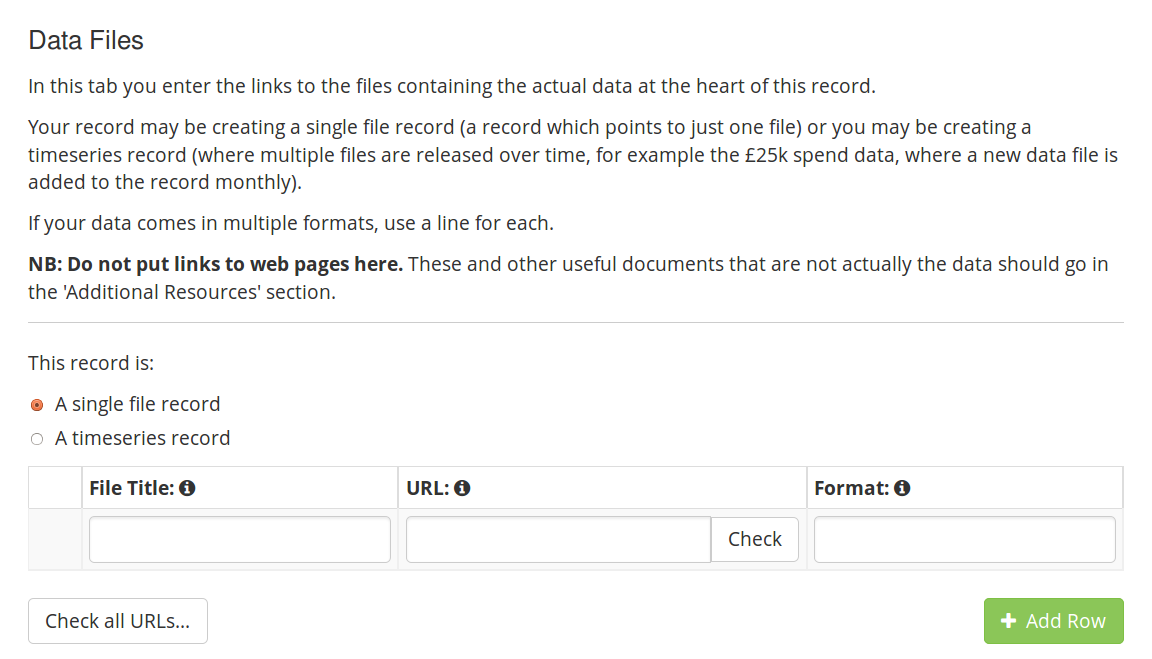 Data Files
In this tab you enter the links to the files containing the actual data at the heart of this record.
Your record may be creating a single file record (a record which points to just one file) or you may be creating a
timeseries record (where multiple files are released over time, for example the £25k spend data, where a new data file is
added to the record monthly).
If your data comes in multiple formats, use a line for each.
NB: Do not put links to web pages here. These and other useful documents that are not actually the data should go in
the 'Additional Resources' section.
This record is:
A single file record
A timeseries record
File Title: URL: Format:
Check
Check all URLs... Add Row